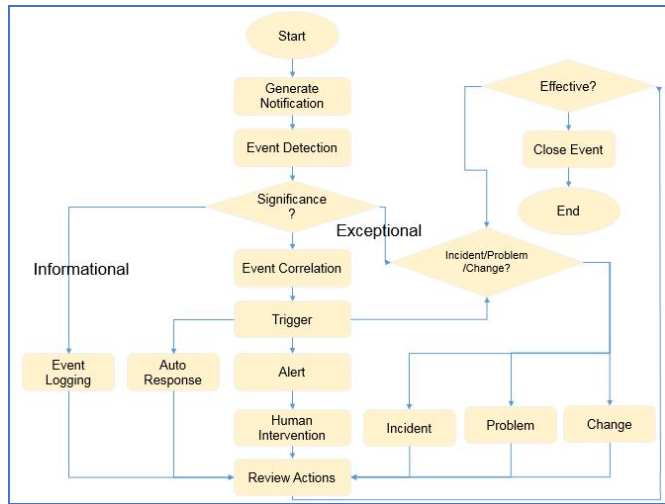 Start
Generate
Notification
Effective?
Event Detection
Close Event
Significance
?
End
Exceptional
Informational
Event Correlation
Incident/Problem
/Change?
Trigger
Event
Logging
Auto
Response
Alert
Human
Intervention
Incident
Problem
Change
Review Actions